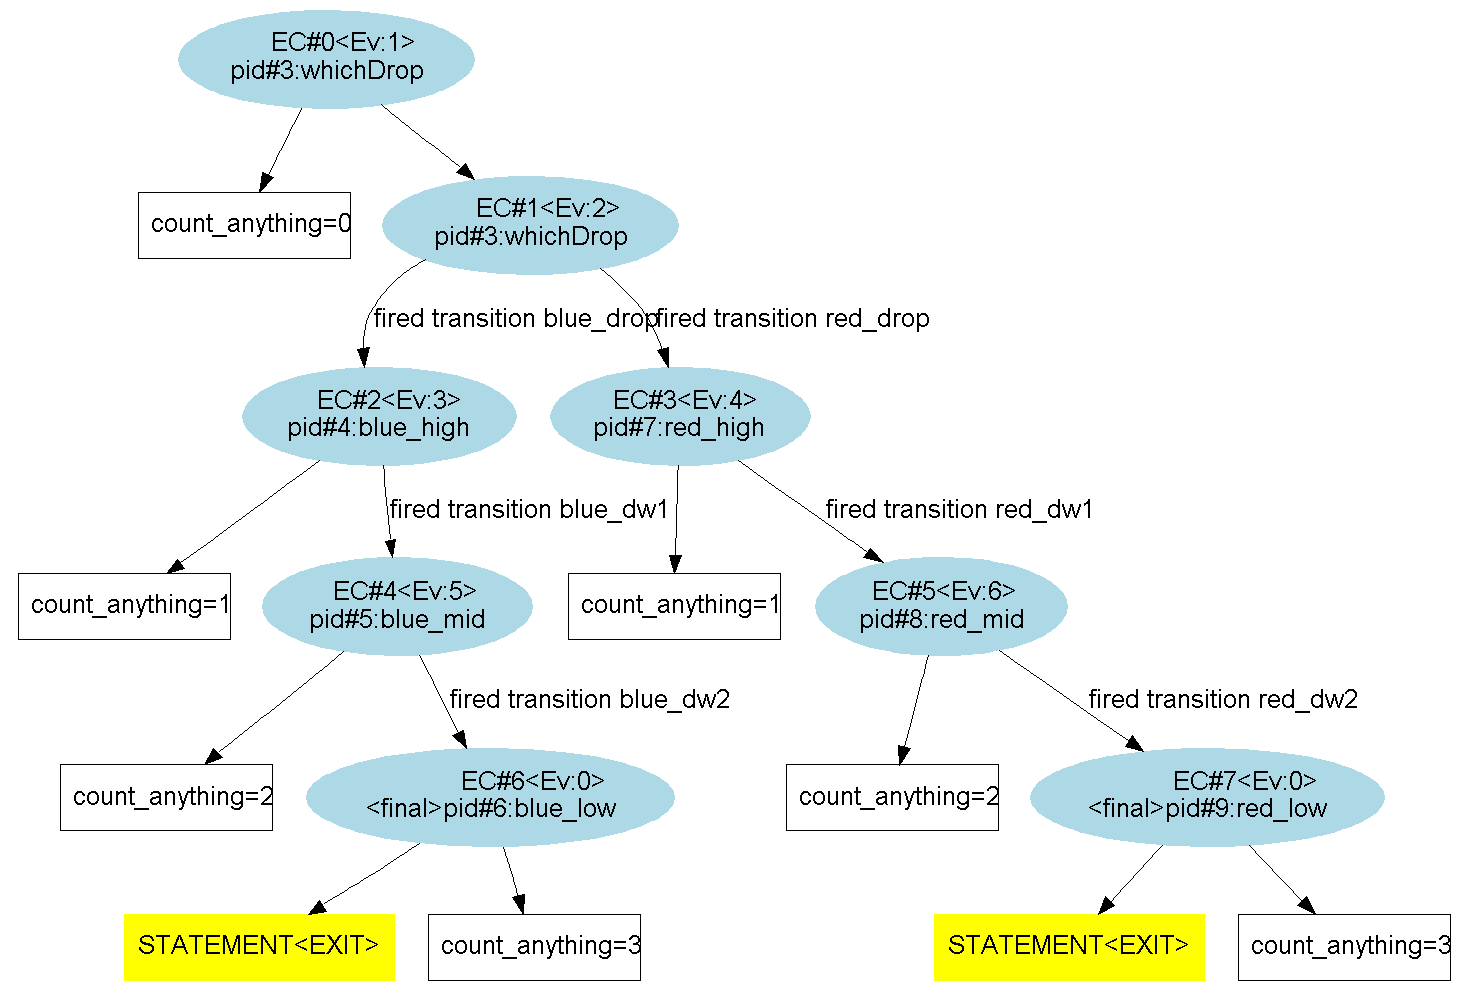 EC#0<Ev:1>
pid#3:whichDrop
count_anything=0
EC#1<Ev:2>
pid#3:whichDrop
fired transition blue_drop
fired transition red_drop
EC#2<Ev:3>
pid#4:blue_high
EC#3<Ev:4>
pid#7:red_high
fired transition blue_dw1
fired transition red_dw1
count_anything=1
EC#4<Ev:5>
pid#5:blue_mid
count_anything=1
EC#5<Ev:6>
pid#8:red_mid
fired transition blue_dw2
fired transition red_dw2
count_anything=2
EC#6<Ev:0>
<final>pid#6:blue_low
count_anything=2
EC#7<Ev:0>
<final>pid#9:red_low
STATEMENT<EXIT>
count_anything=3
STATEMENT<EXIT>
count_anything=3